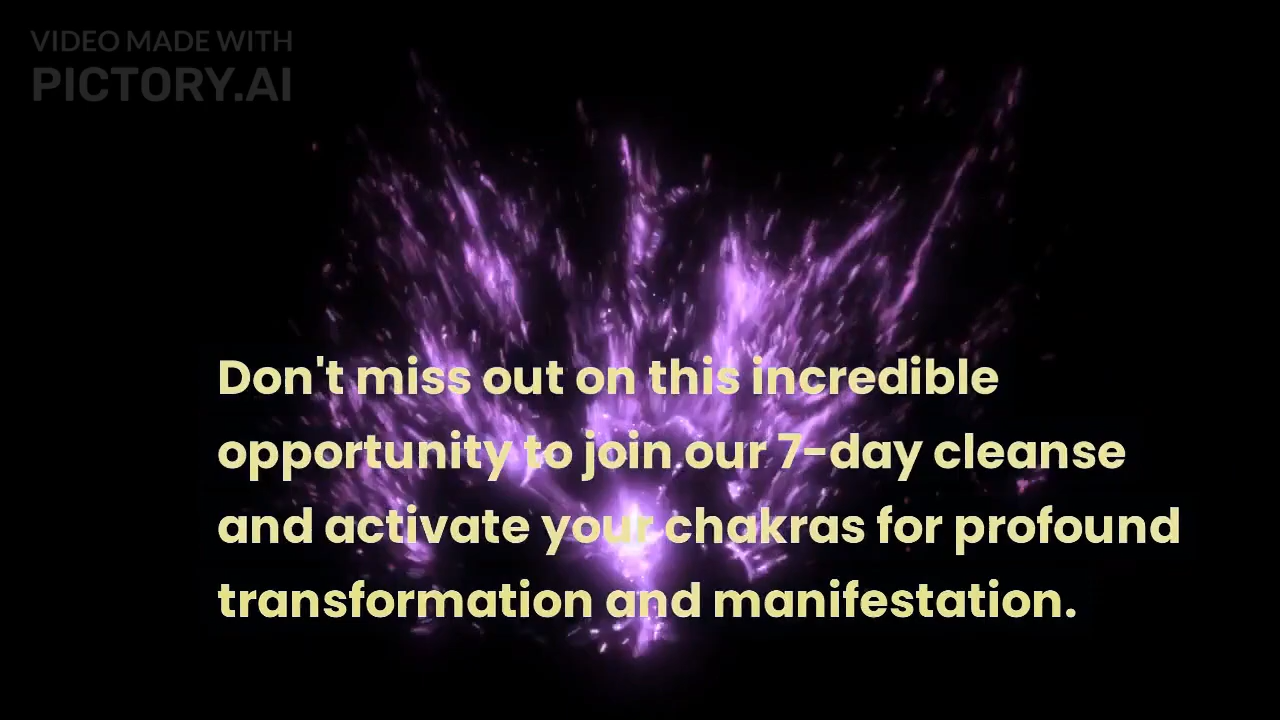 VIDEO MADE WITH
PICTORY.AI
Don't miss out on this incredible
opportunity to join our 7-day cleanse
and activate your chakras for profound
transformation and manifestation.